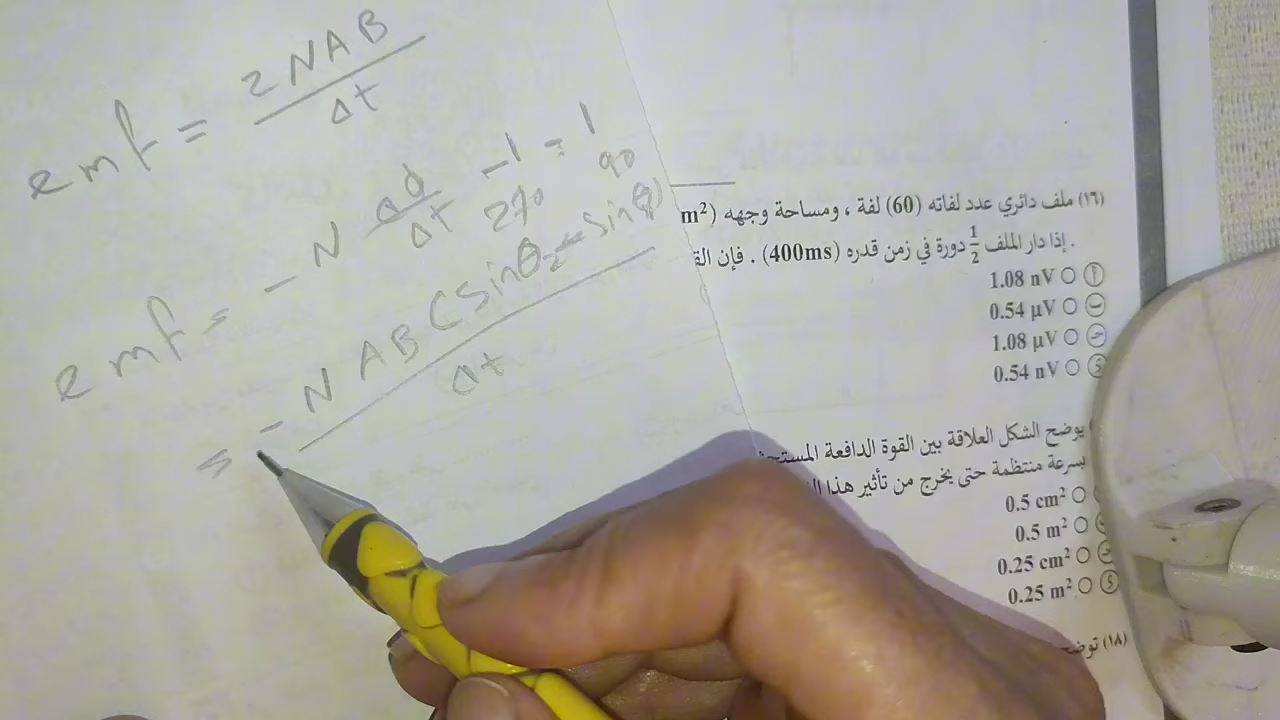 emf = 2NAB / Δt
emf = - N Δϕ / Δt
-1 - 1
270 90
= - N A B (sinθ₂ - sinθ₁) / Δt
(١٦) ملف دائري عدد لفاته (60) لفة ، ومساحة وجهه (m²
. إذا دار الملف ½ دورة في زمن قدره (400ms) . فإن
أ 1.08 nV
ب 0.54 μV
ج 1.08 μV
د 0.54 nV
يوضح الشكل العلاقة بين القوة الدافعة
بسرعة منتظمة حتى يخرج من تأثير هذا
0.5 cm²
0.5 m²
ج 0.25 cm²
د 0.25 m²
(١٨)